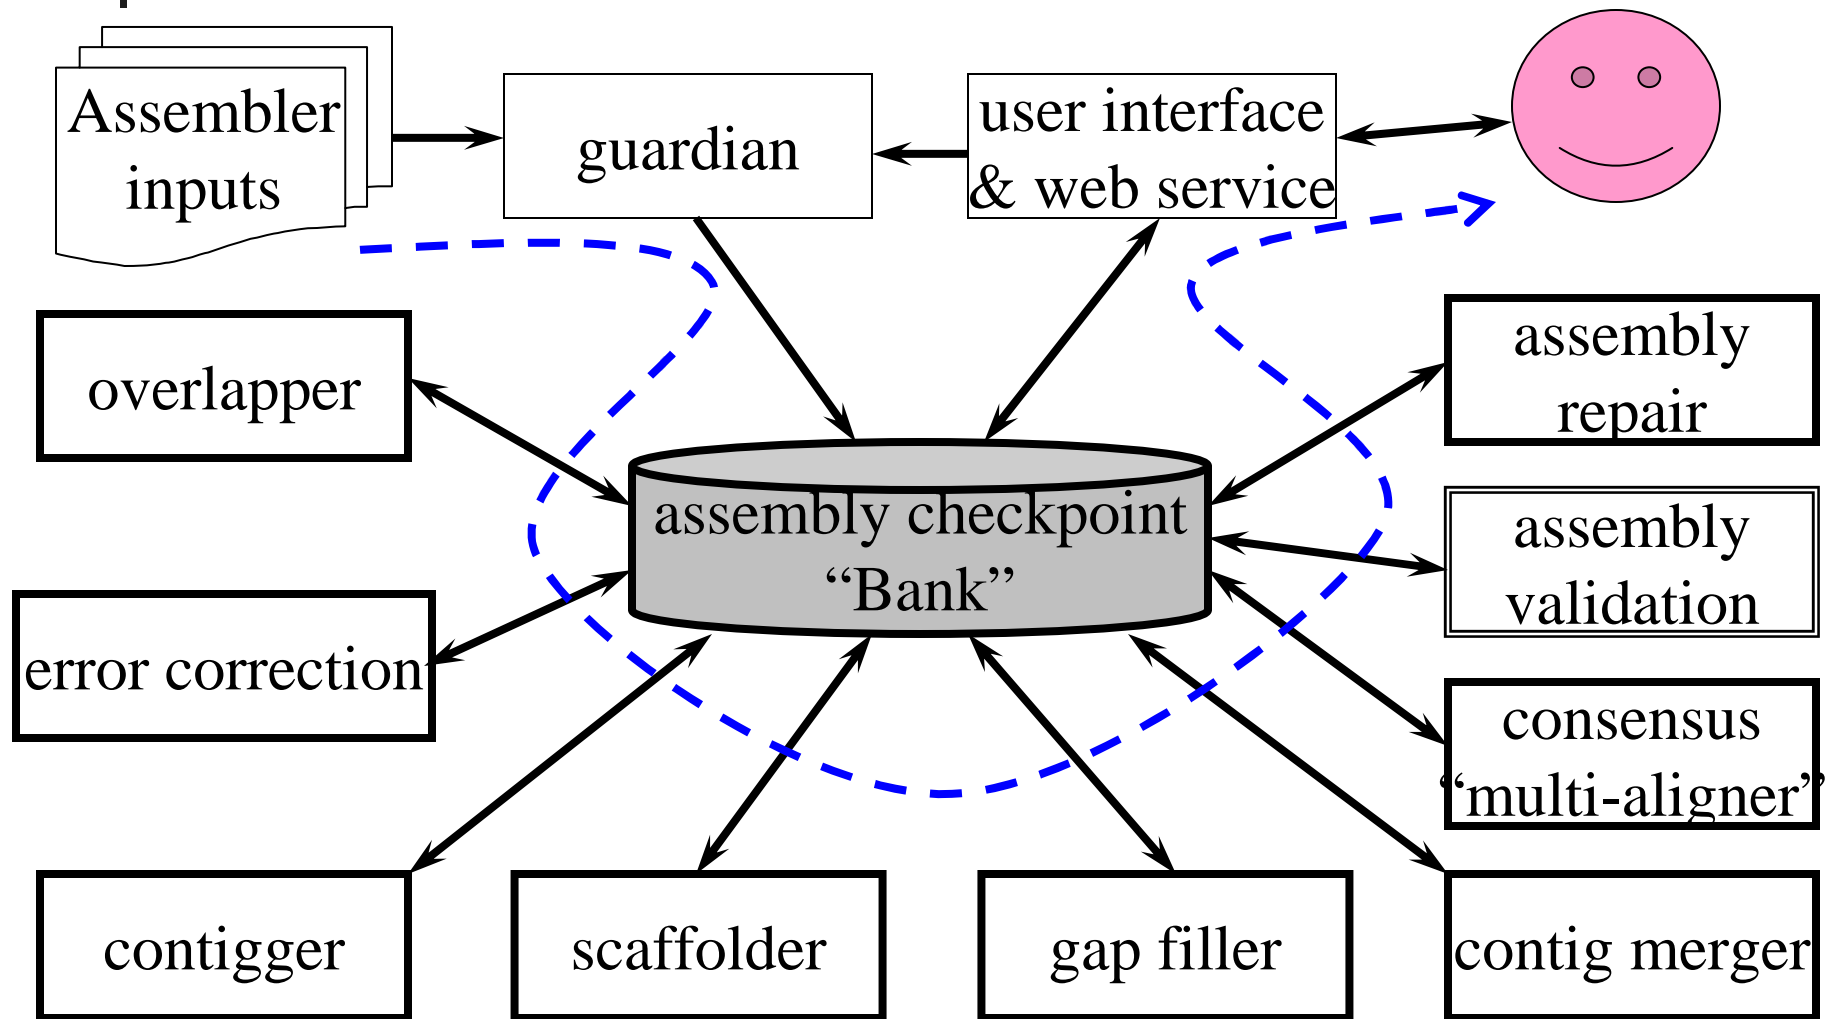 Assembler
inputs
guardian
user interface
& web service
overlapper
assembly
repair
assembly checkpoint
“Bank”
assembly
validation
error correction
consensus
“multi-aligner”
contigger
scaffolder
gap filler
contig merger